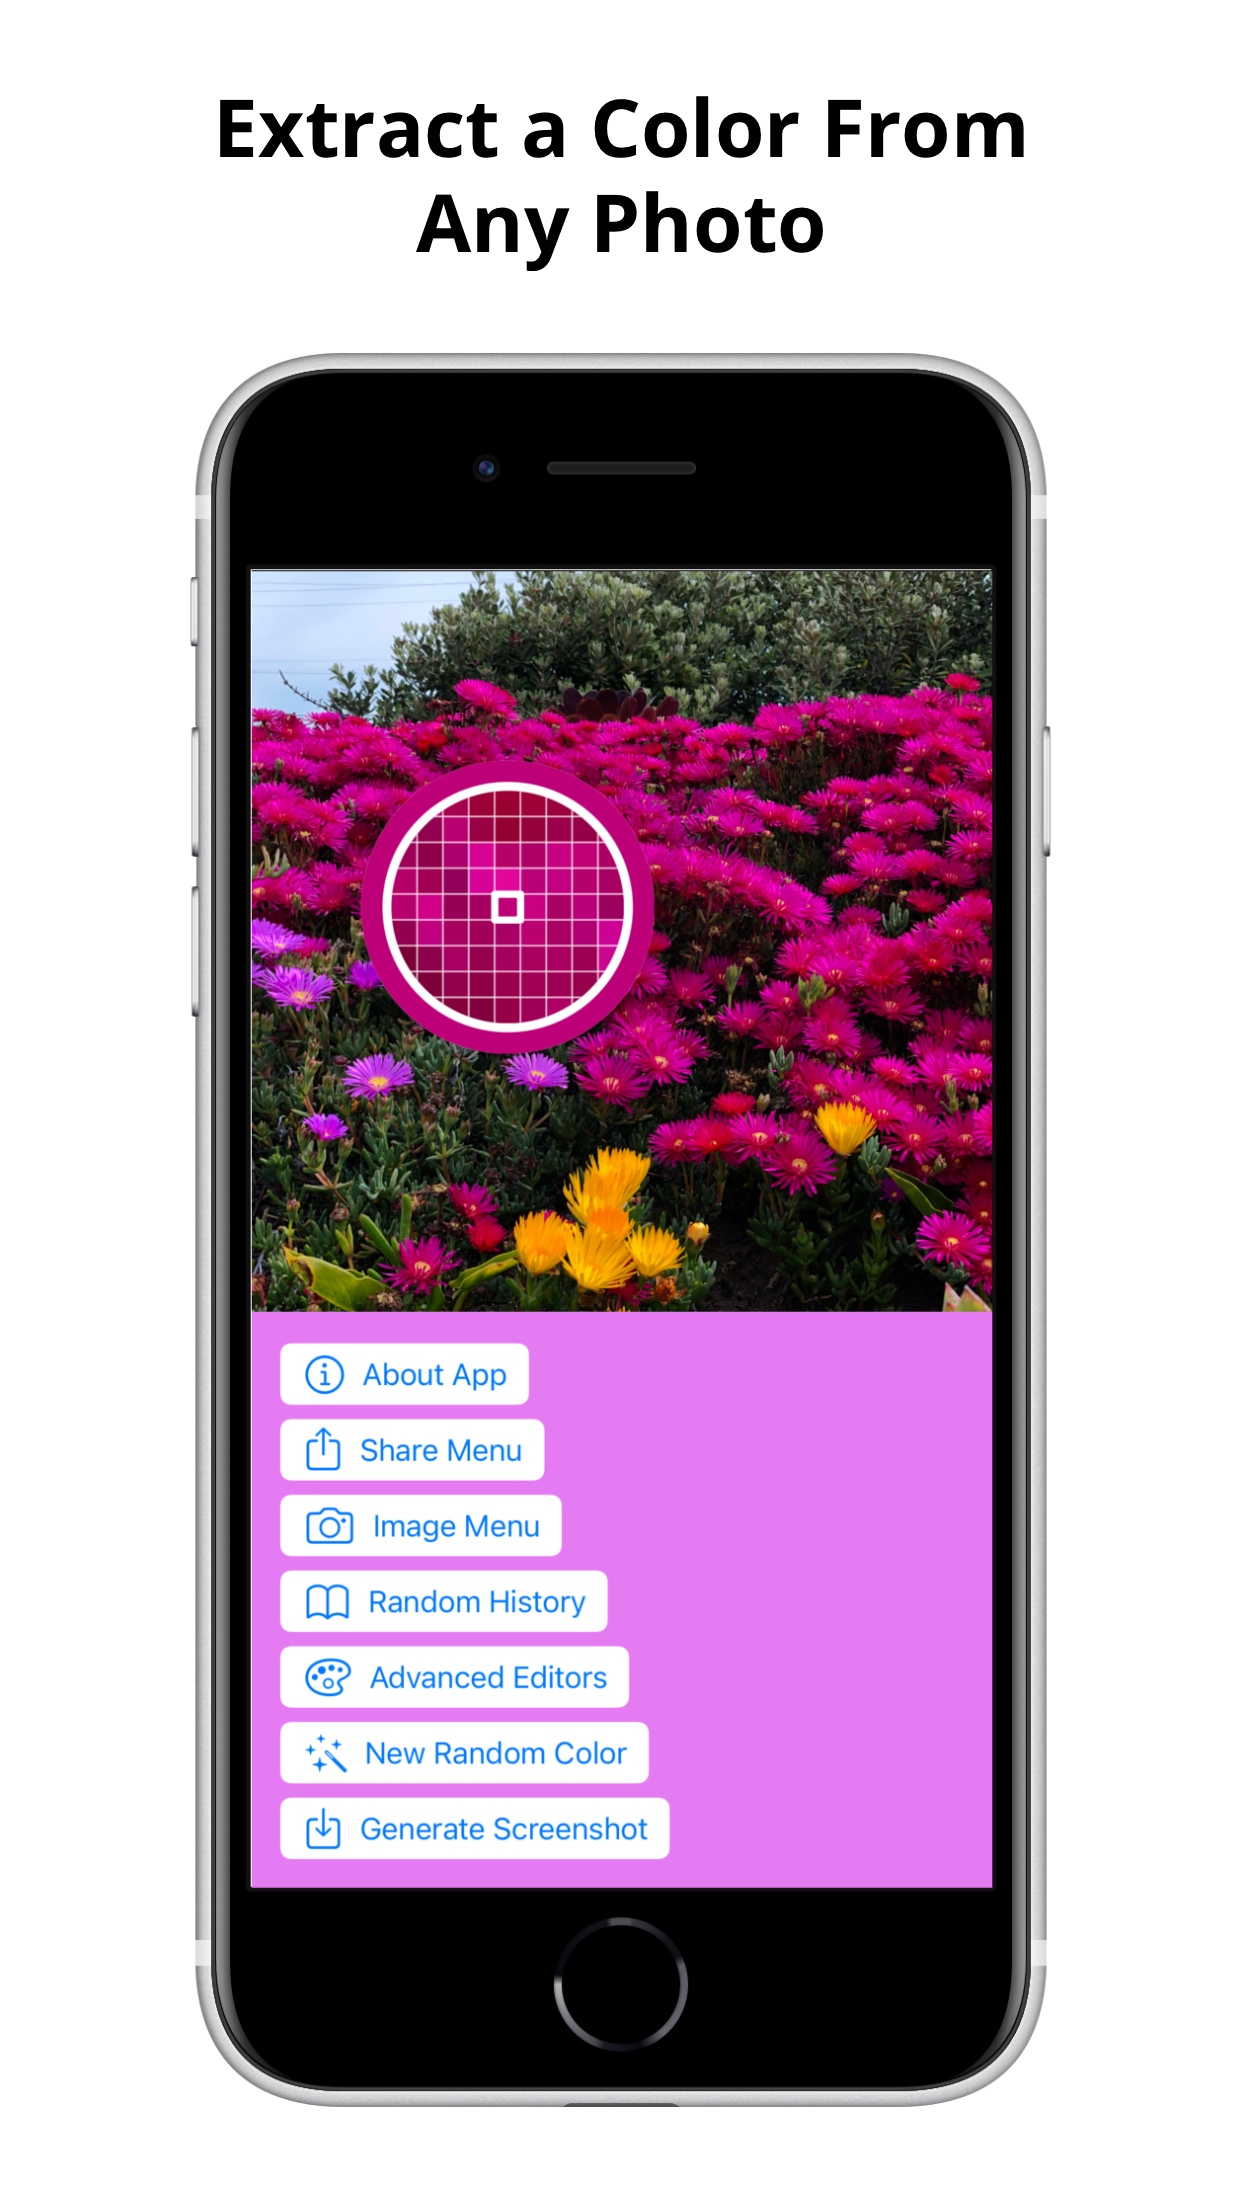 Extract a Color From
Any Photo
About App
Share Menu
Image Menu
Random History
Advanced Editors
New Random Color
Generate Screenshot